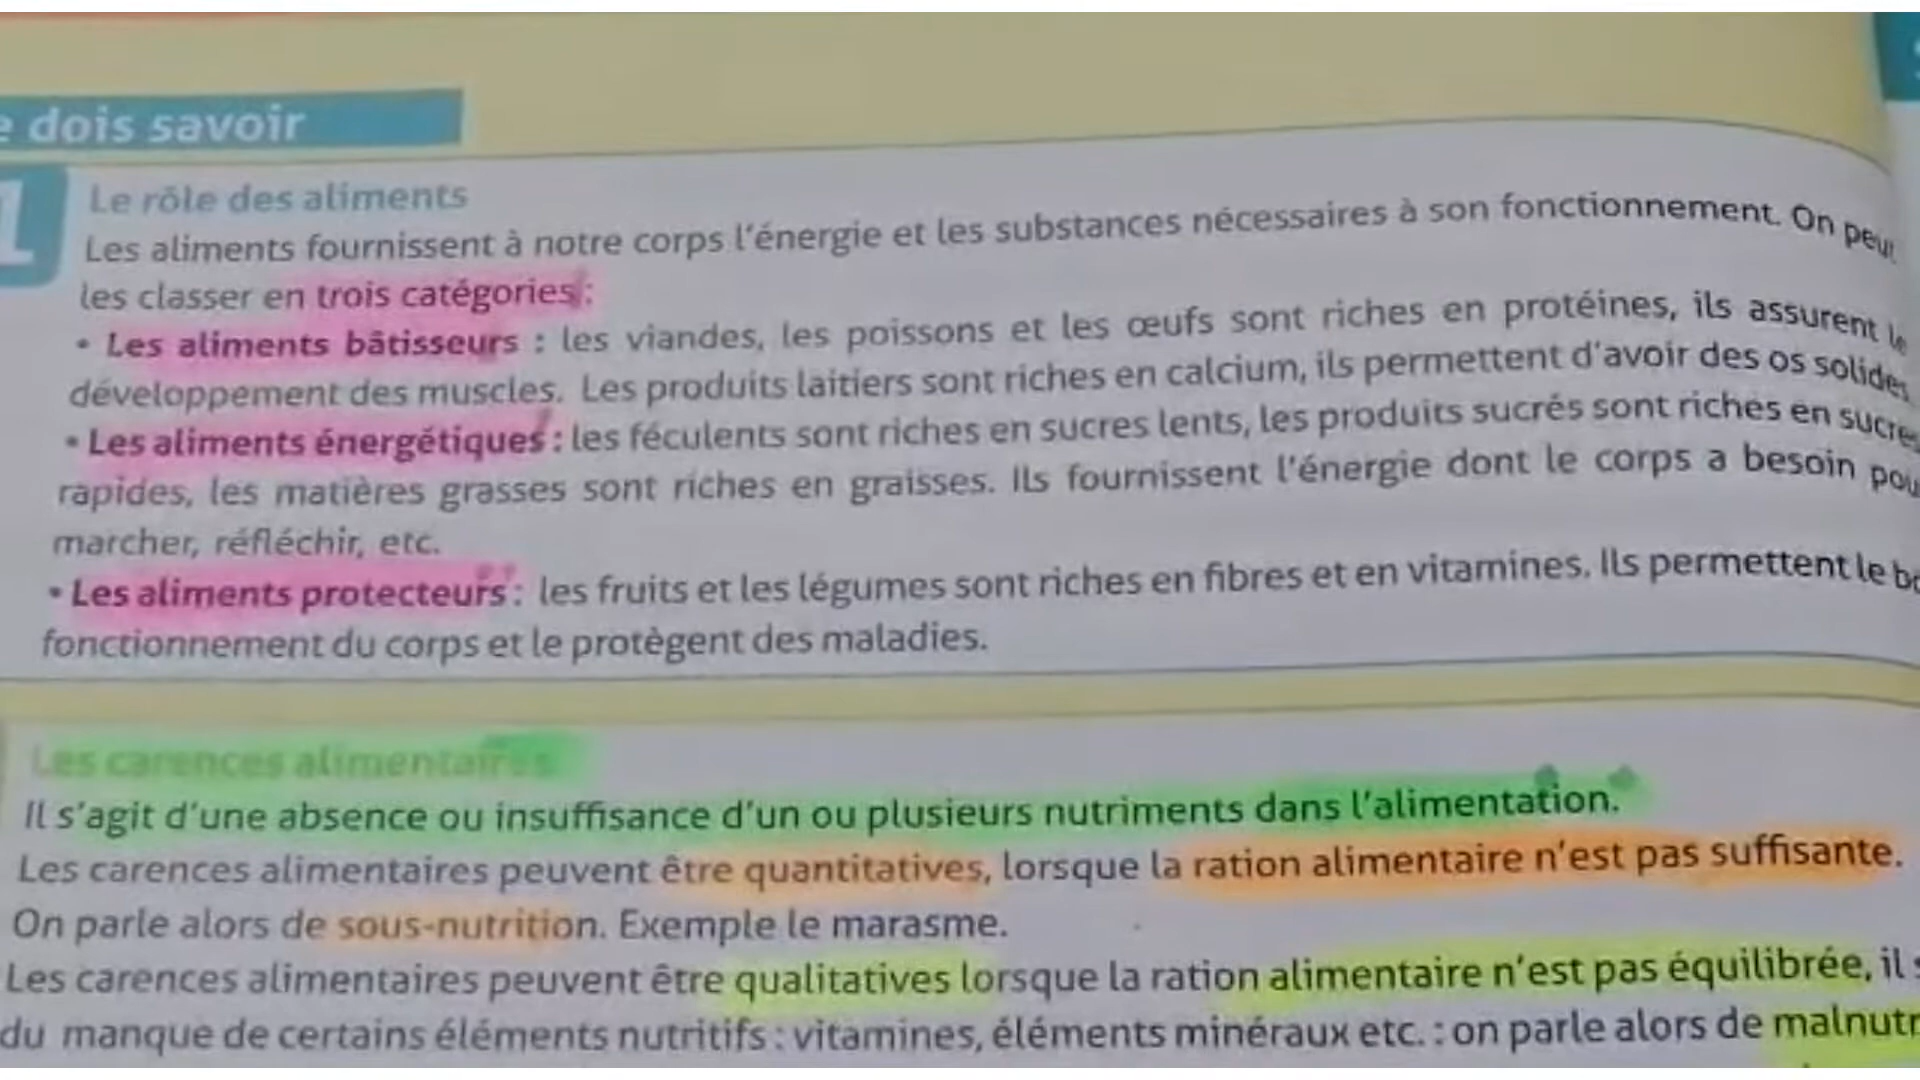 e dois savoir
1
Le rôle des aliments
Les aliments fournissent à notre corps l'énergie et les substances nécessaires à son fonctionnement. On peut
les classer en trois catégories :
• Les aliments bâtisseurs : les viandes, les poissons et les œufs sont riches en protéines, ils assurent le
développement des muscles. Les produits laitiers sont riches en calcium, ils permettent d'avoir des os solides.
• Les aliments énergétiques : les féculents sont riches en sucres lents, les produits sucrés sont riches en sucres
rapides, les matières grasses sont riches en graisses. Ils fournissent l'énergie dont le corps a besoin pou
marcher, réfléchir, etc.
• Les aliments protecteurs : les fruits et les légumes sont riches en fibres et en vitamines. Ils permettent le bo
fonctionnement du corps et le protègent des maladies.
Les carences alimentaires
Il s'agit d'une absence ou insuffisance d'un ou plusieurs nutriments dans l'alimentation.
Les carences alimentaires peuvent être quantitatives, lorsque la ration alimentaire n'est pas suffisante.
On parle alors de sous-nutrition. Exemple le marasme.
Les carences alimentaires peuvent être qualitatives lorsque la ration alimentaire n'est pas équilibrée, il s
du manque de certains éléments nutritifs : vitamines, éléments minéraux etc. : on parle alors de malnutr